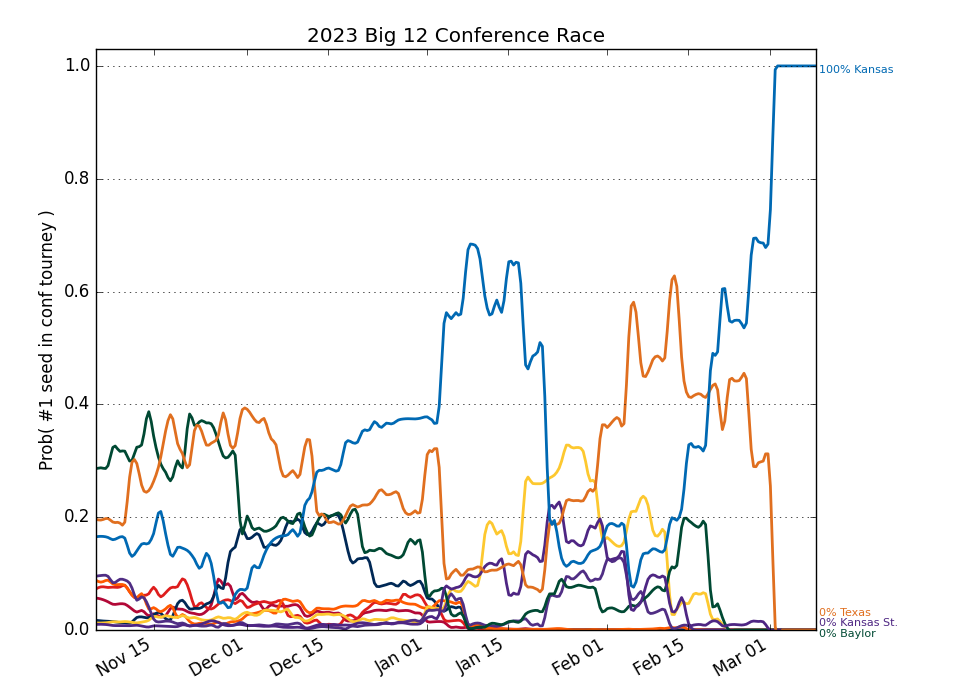 2023 Big 12 Conference Race
Prob( #1 seed in conf tourney )
1.0
0.8
0.6
0.4
0.2
0.0
Nov 15
Dec 01
Dec 15
Jan 01
Jan 15
Feb 01
Feb 15
Mar 01
100% Kansas
0% Texas
0% Kansas St.
0% Baylor